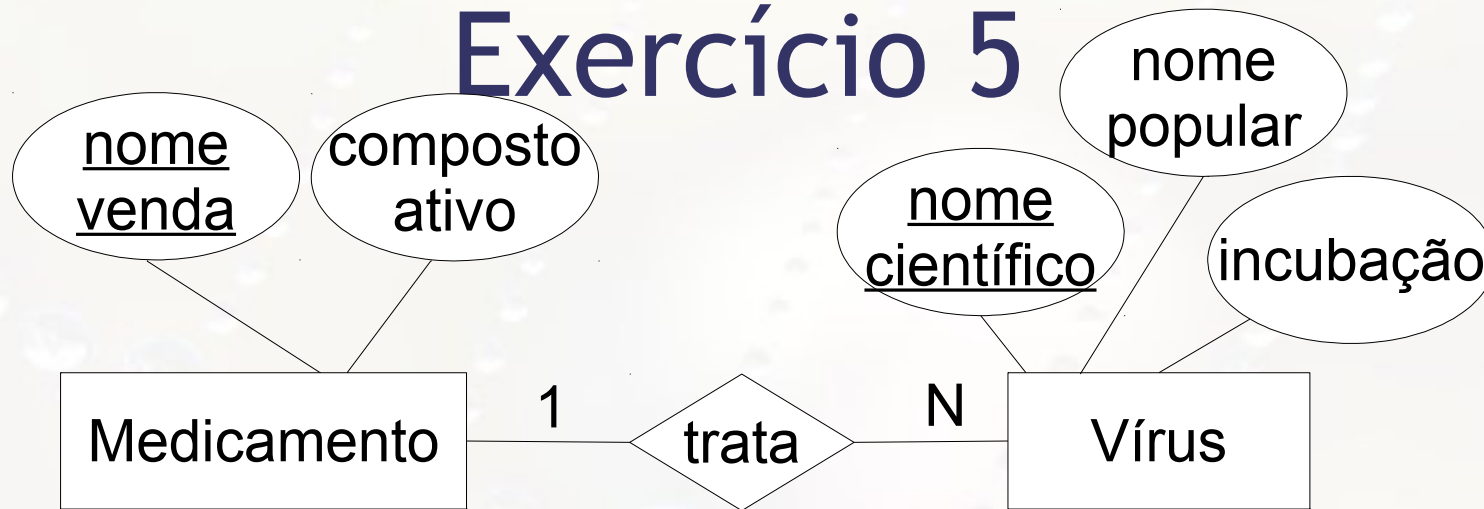 Exercício 5
nome
venda
composto
ativo
nome
científico
nome
popular
incubação
Medicamento
1
trata
N
Vírus